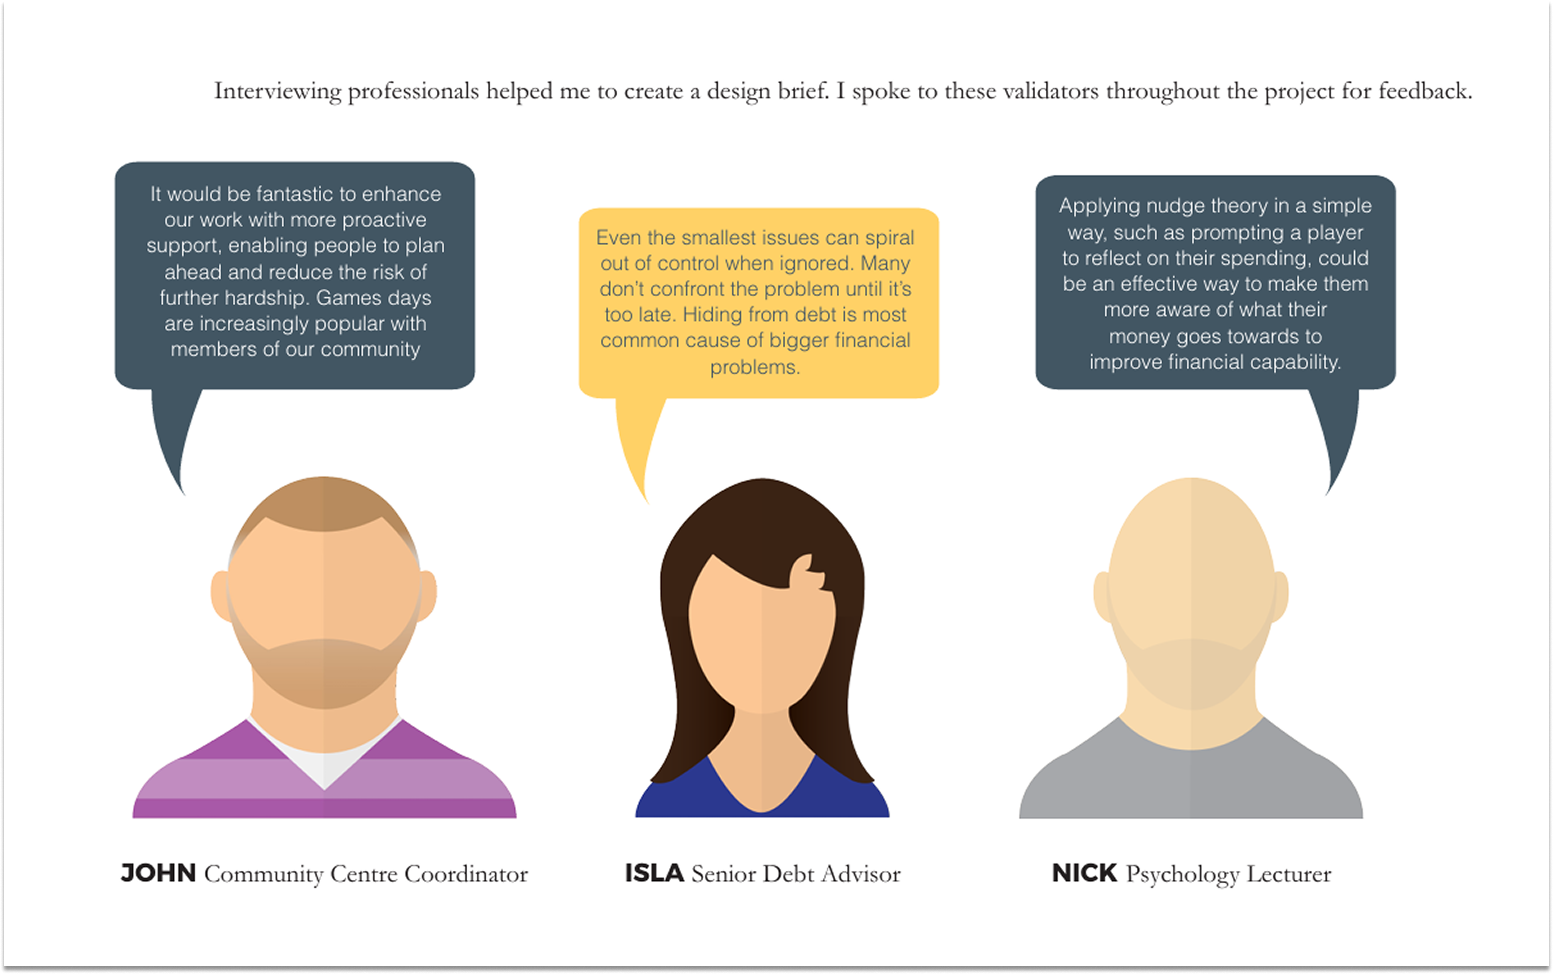 Interviewing professionals helped me to create a design brief. I spoke to these validators throughout the project for feedback.
It would be fantastic to enhance
our work with more proactive
support, enabling people to plan
ahead and reduce the risk of
further hardship. Games days
are increasingly popular with
members of our community
Even the smallest issues can spiral
out of control when ignored. Many
don't confront the problem until it's
too late. Hiding from debt is most
common cause of bigger financial
problems.
Applying nudge theory in a simple
way, such as prompting a player
to reflect on their spending, could
be an effective way to make them
more aware of what their
money goes towards to
improve financial capability.
JOHN Community Centre Coordinator
ISLA Senior Debt Advisor
NICK Psychology Lecturer